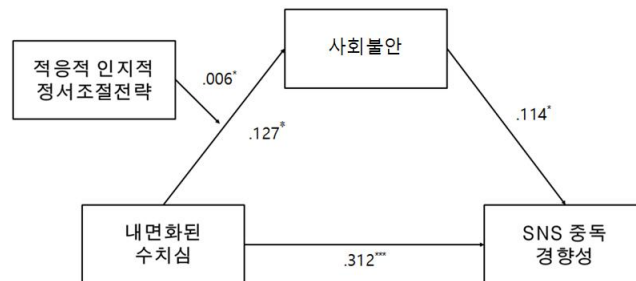 사회불안
적응적 인지적
정서조절전략
.006*
.127*
.114*
내면화된
수치심
SNS 중독
경향성
.312***